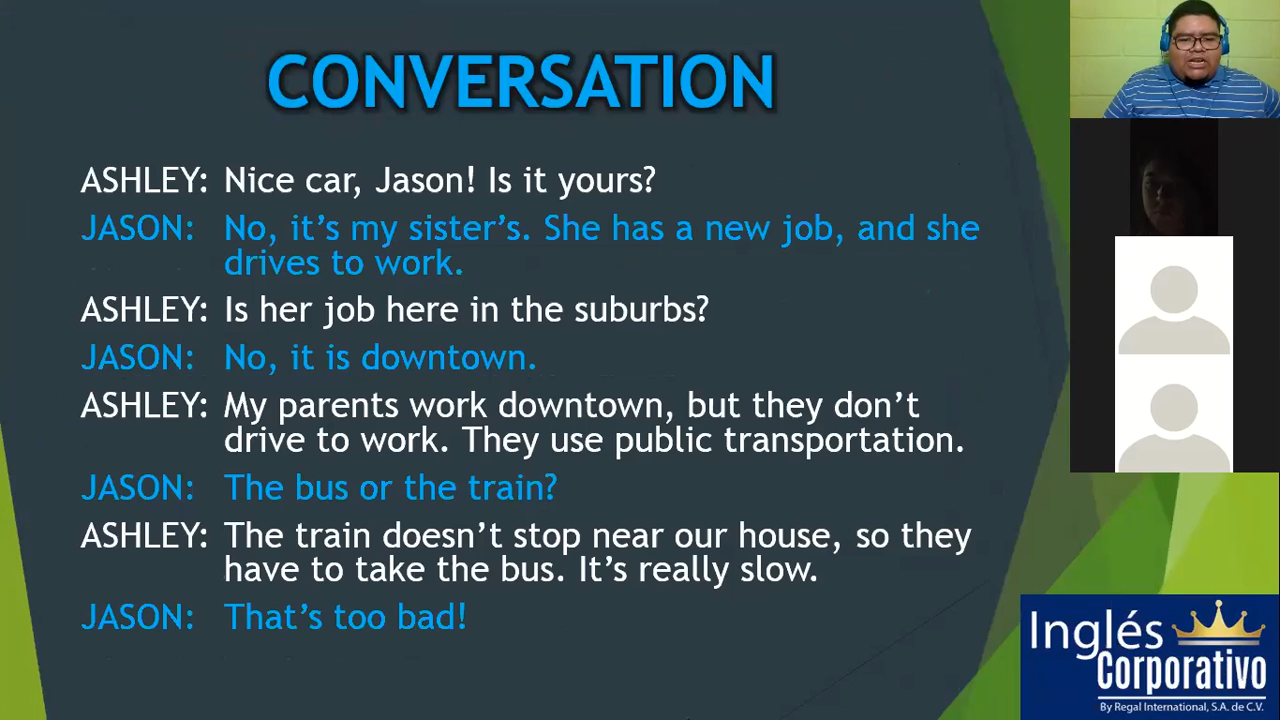 CONVERSATION
ASHLEY: Nice car, Jason! Is it yours?
JASON: No, it’s my sister’s. She has a new job, and she
drives to work.
ASHLEY: Is her job here in the suburbs?
JASON: No, it is downtown.
ASHLEY: My parents work downtown, but they don’t
drive to work. They use public transportation.
JASON: The bus or the train?
ASHLEY: The train doesn’t stop near our house, so they
have to take the bus. It’s really slow.
JASON: That’s too bad!
Inglés
Corporativo
By Regal International, S.A. de C.V.